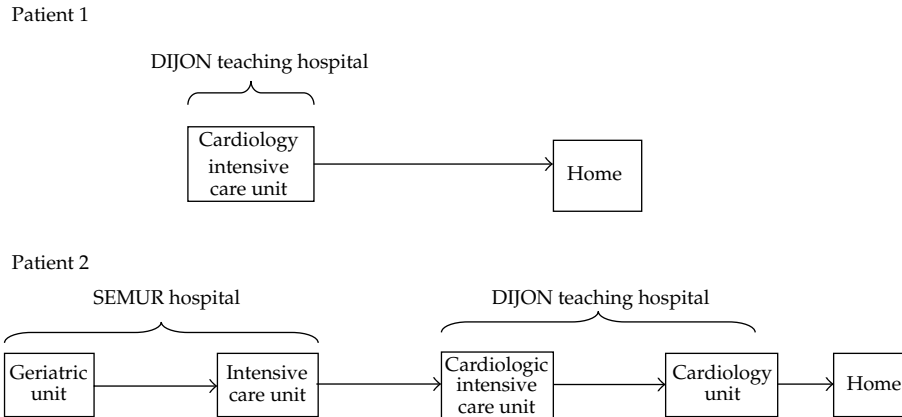 Patient 1
DIJON teaching hospital
Cardiology
intensive
care unit
Home
Patient 2
SEMUR hospital
DIJON teaching hospital
Geriatric
unit
Intensive
care unit
Cardiologic
intensive
care unit
Cardiology
unit
Home